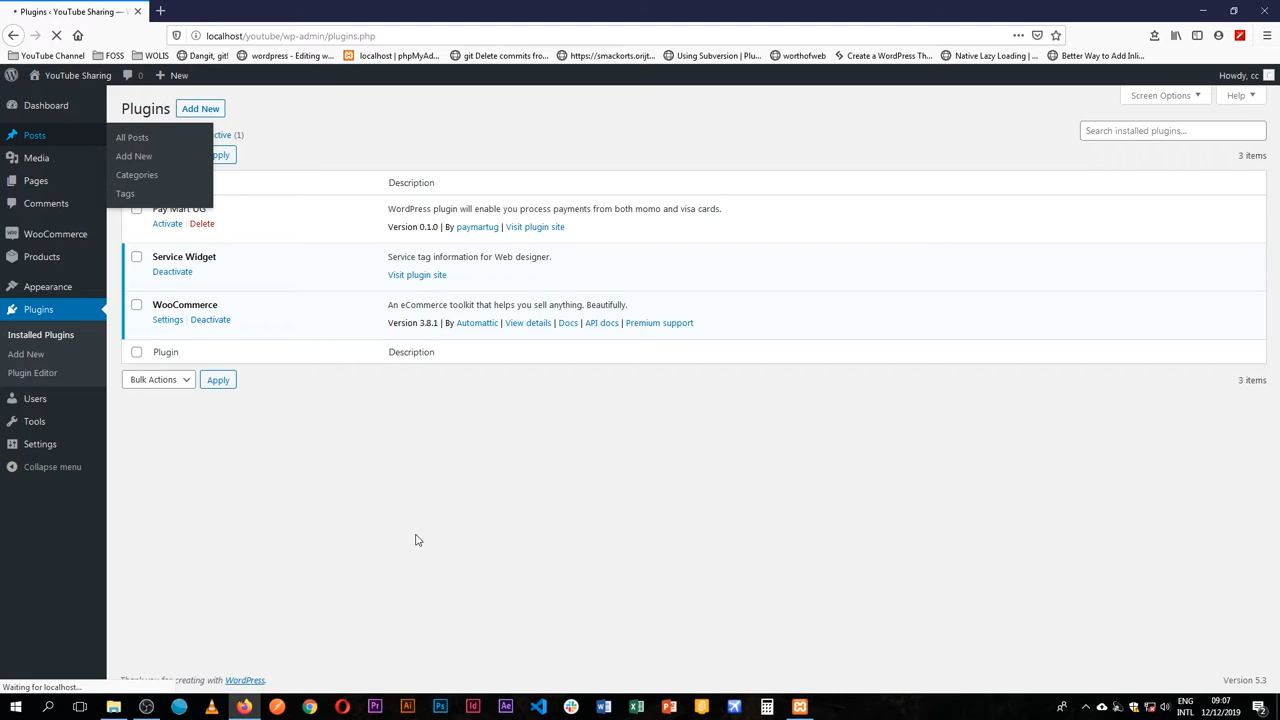 Plugins ‹ YouTube Sharing — W
localhost/youtube/wp-admin/plugins.php
YouTube Channel
FOSS
WOLIS
Dangit, git!
wordpress - Editing w...
localhost | phpMyAd...
git Delete commits fro...
https://smackorts.orijt...
Using Subversion | Pl...
worthofweb
Create a WordPress Th...
Native Lazy Loading |...
Better Way to Add Inli...
YouTube Sharing
0
New
Howdy, cc
Dashboard
Plugins
Add New
Screen Options
Help
Posts
All Posts
ctive (1)
Search installed plugins...
Media
Add New
pply
3 items
Pages
Categories
Description
Comments
Tags
Pay Mart UG
WordPress plugin will enable you process payments from both momo and visa cards.
Activate | Delete
Version 0.1.0 | By paymartug | Visit plugin site
WooCommerce
Products
Service Widget
Service tag information for Web designer.
Deactivate
Visit plugin site
Appearance
Plugins
WooCommerce
An eCommerce toolkit that helps you sell anything. Beautifully.
Settings | Deactivate
Version 3.8.1 | By Automattic | View details | Docs | API docs | Premium support
Installed Plugins
Add New
Plugin
Description
Plugin Editor
Bulk Actions
Apply
3 items
Users
Tools
Settings
Collapse menu
Thank you for creating with WordPress.
Version 5.3
Waiting for localhost...
ENG
INTL
09:07
12/12/2019